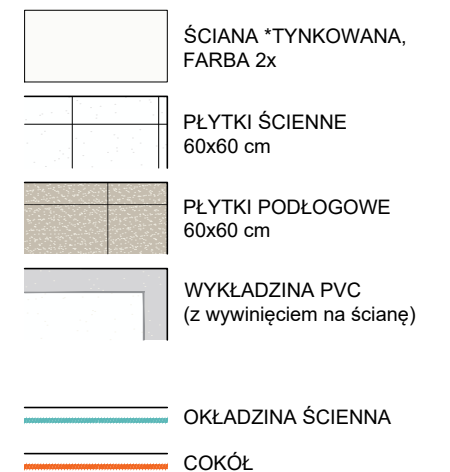 ŚCIANA *TYNKOWANA,
FARBA 2x
PŁYTKI ŚCIENNE
60x60 cm
PŁYTKI PODŁOGOWE
60x60 cm
WYKŁADZINA PVC
(z wywinięciem na ścianę)
OKŁADZINA ŚCIENNA
COKÓŁ